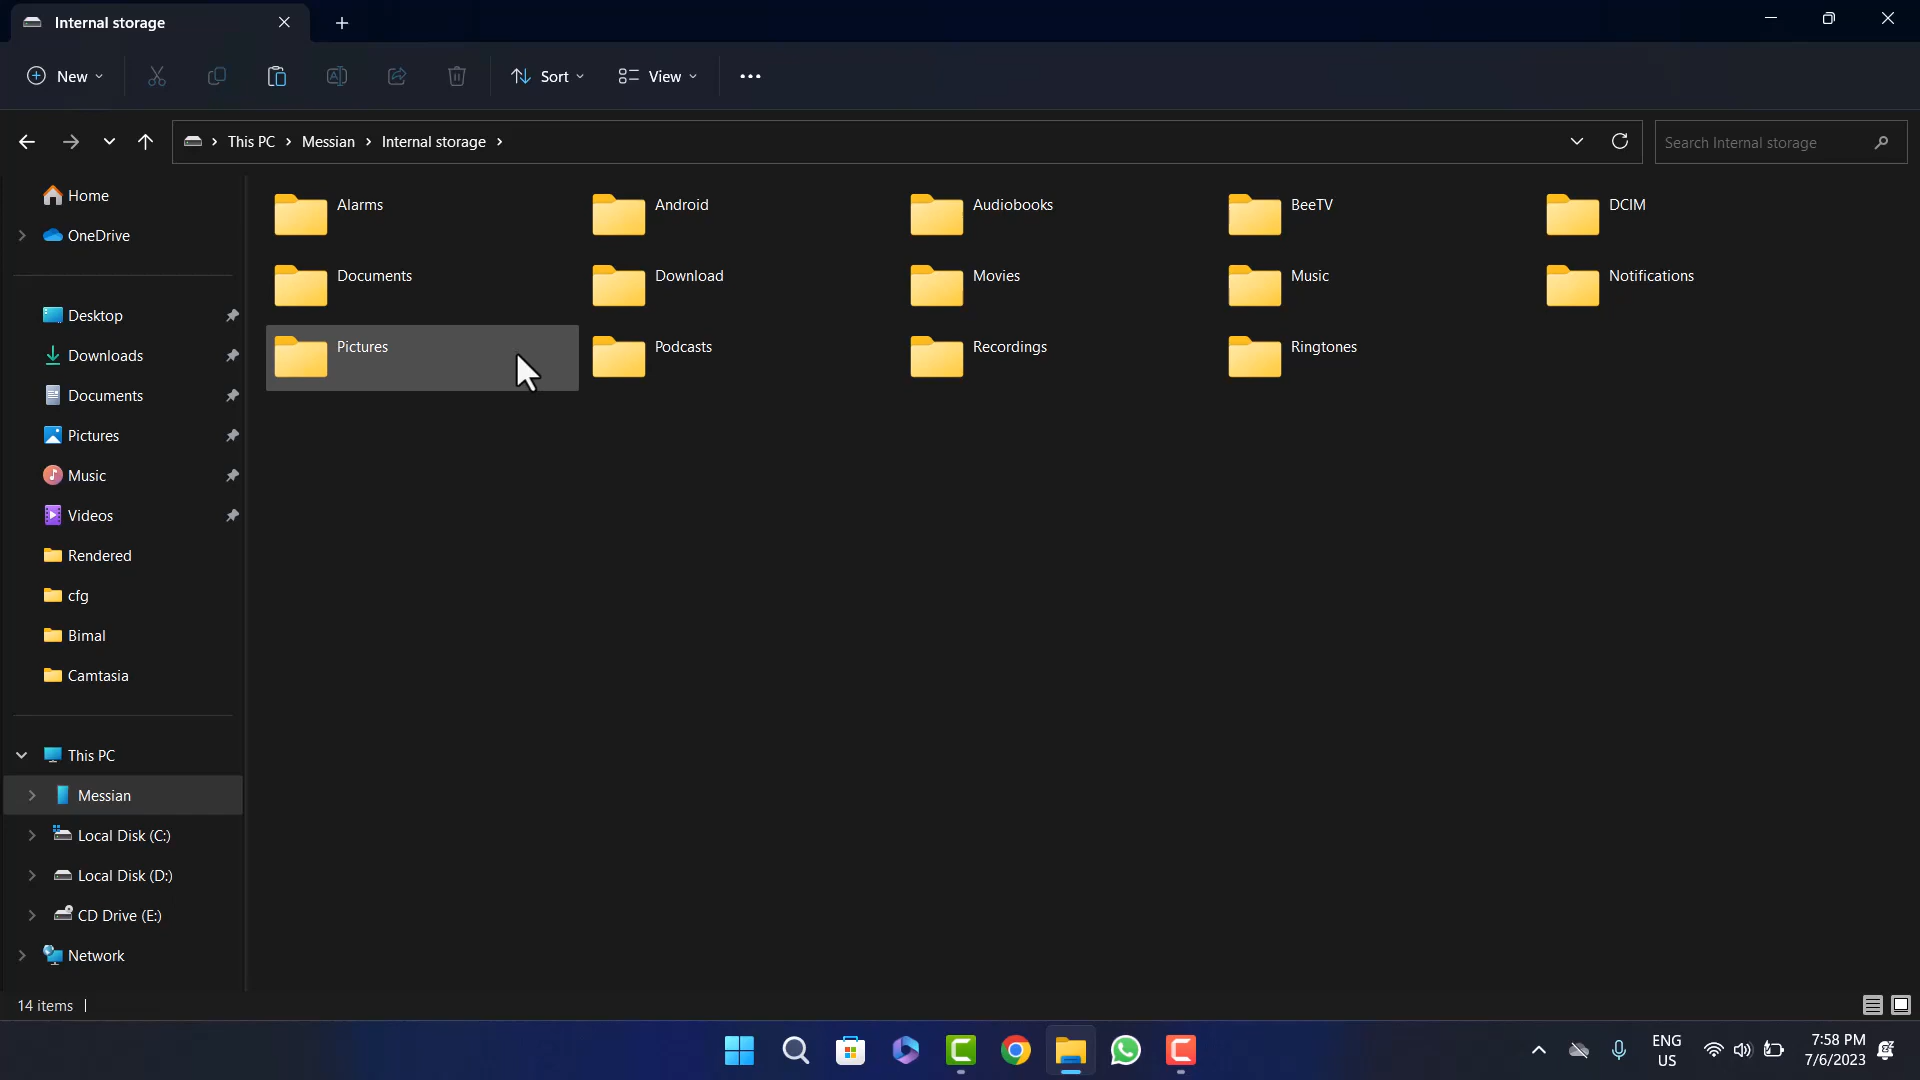 Internal storage
New
Sort
View
This PC
Messian
Internal storage
Search Internal storage
Home
OneDrive
Desktop
Downloads
Documents
Pictures
Music
Videos
Rendered
cfg
Bimal
Camtasia
This PC
Messian
Local Disk (C:)
Local Disk (D:)
CD Drive (E:)
Network
Alarms
Android
Audiobooks
BeeTV
DCIM
Documents
Download
Movies
Music
Notifications
Pictures
Podcasts
Recordings
Ringtones
14 items
ENG
US
7:58 PM
7/6/2023